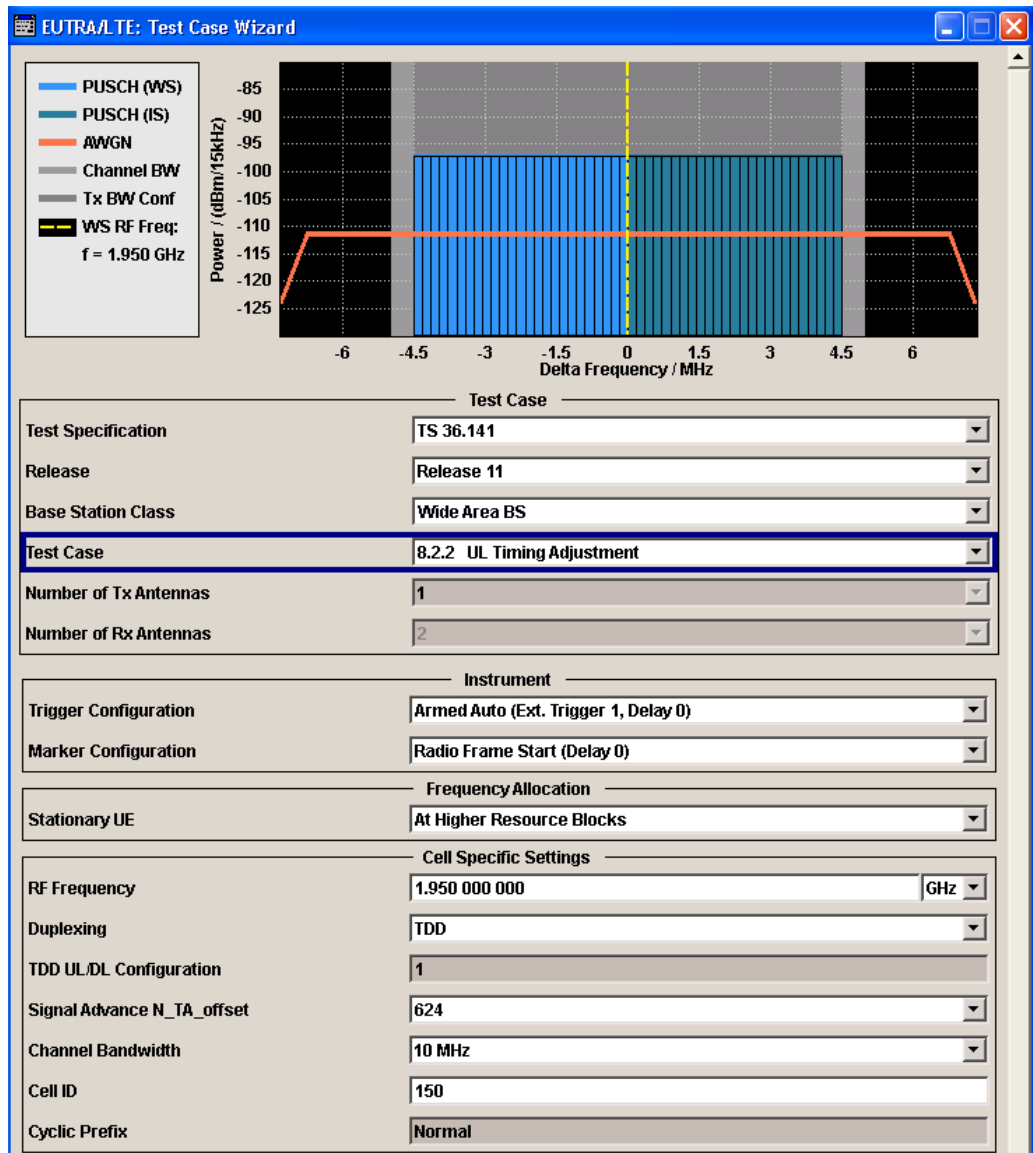 EUTRA/LTE: Test Case Wizard
PUSCH (WS)
PUSCH (IS)
AWGN
Channel BW
Tx BW Conf
WS RF Freq:
f = 1.950 GHz
Power / (dBm/15kHz)
-85
-90
-95
-100
-105
-110
-115
-120
-125
-6 -4.5 -3 -1.5 0 1.5 3 4.5 6
Delta Frequency / MHz
Test Case
Test Specification TS 36.141
Release Release 11
Base Station Class Wide Area BS
Test Case 8.2.2 UL Timing Adjustment
Number of Tx Antennas 1
Number of Rx Antennas 2
Instrument
Trigger Configuration Armed Auto (Ext. Trigger 1, Delay 0)
Marker Configuration Radio Frame Start (Delay 0)
Frequency Allocation
Stationary UE At Higher Resource Blocks
Cell Specific Settings
RF Frequency 1.950 000 000 GHz
Duplexing TDD
TDD UL/DL Configuration 1
Signal Advance N_TA_offset 624
Channel Bandwidth 10 MHz
Cell ID 150
Cyclic Prefix Normal